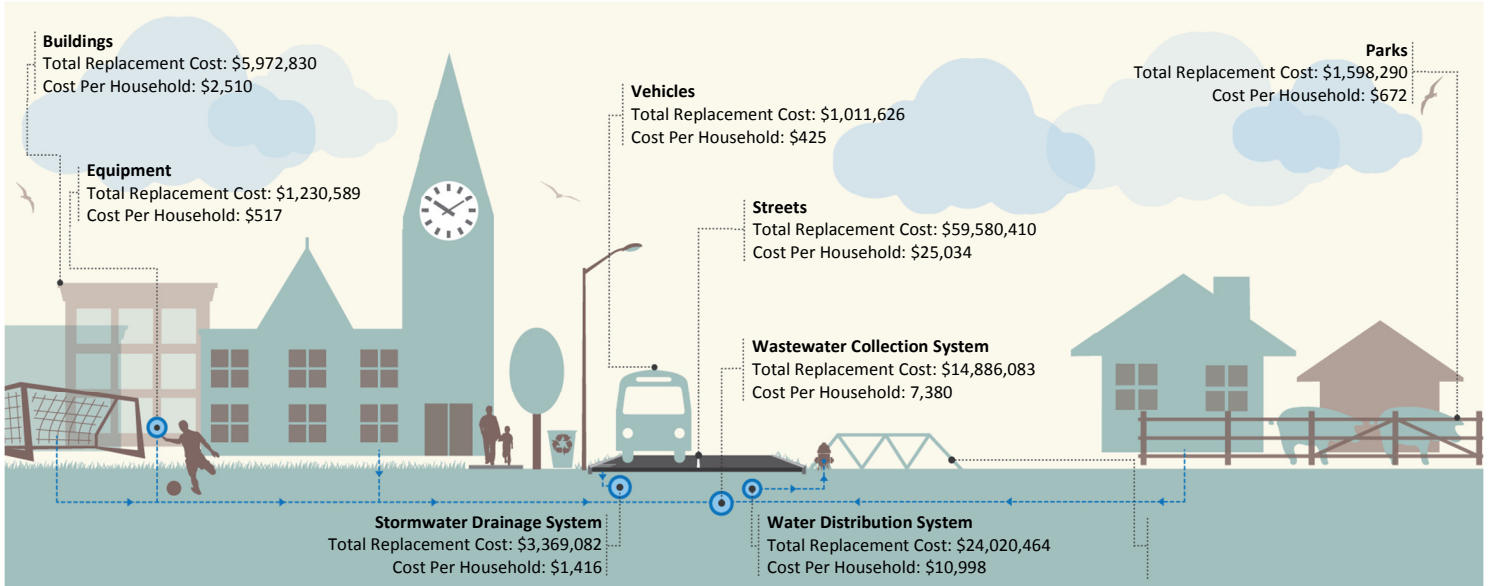 Buildings
Total Replacement Cost: $5,972,830
Cost Per Household: $2,510
Equipment
Total Replacement Cost: $1,230,589
Cost Per Household: $517
Vehicles
Total Replacement Cost: $1,011,626
Cost Per Household: $425
Parks
Total Replacement Cost: $1,598,290
Cost Per Household: $672
Streets
Total Replacement Cost: $59,580,410
Cost Per Household: $25,034
Wastewater Collection System
Total Replacement Cost: $14,886,083
Cost Per Household: 7,380
Stormwater Drainage System
Total Replacement Cost: $3,369,082
Cost Per Household: $1,416
Water Distribution System
Total Replacement Cost: $24,020,464
Cost Per Household: $10,998